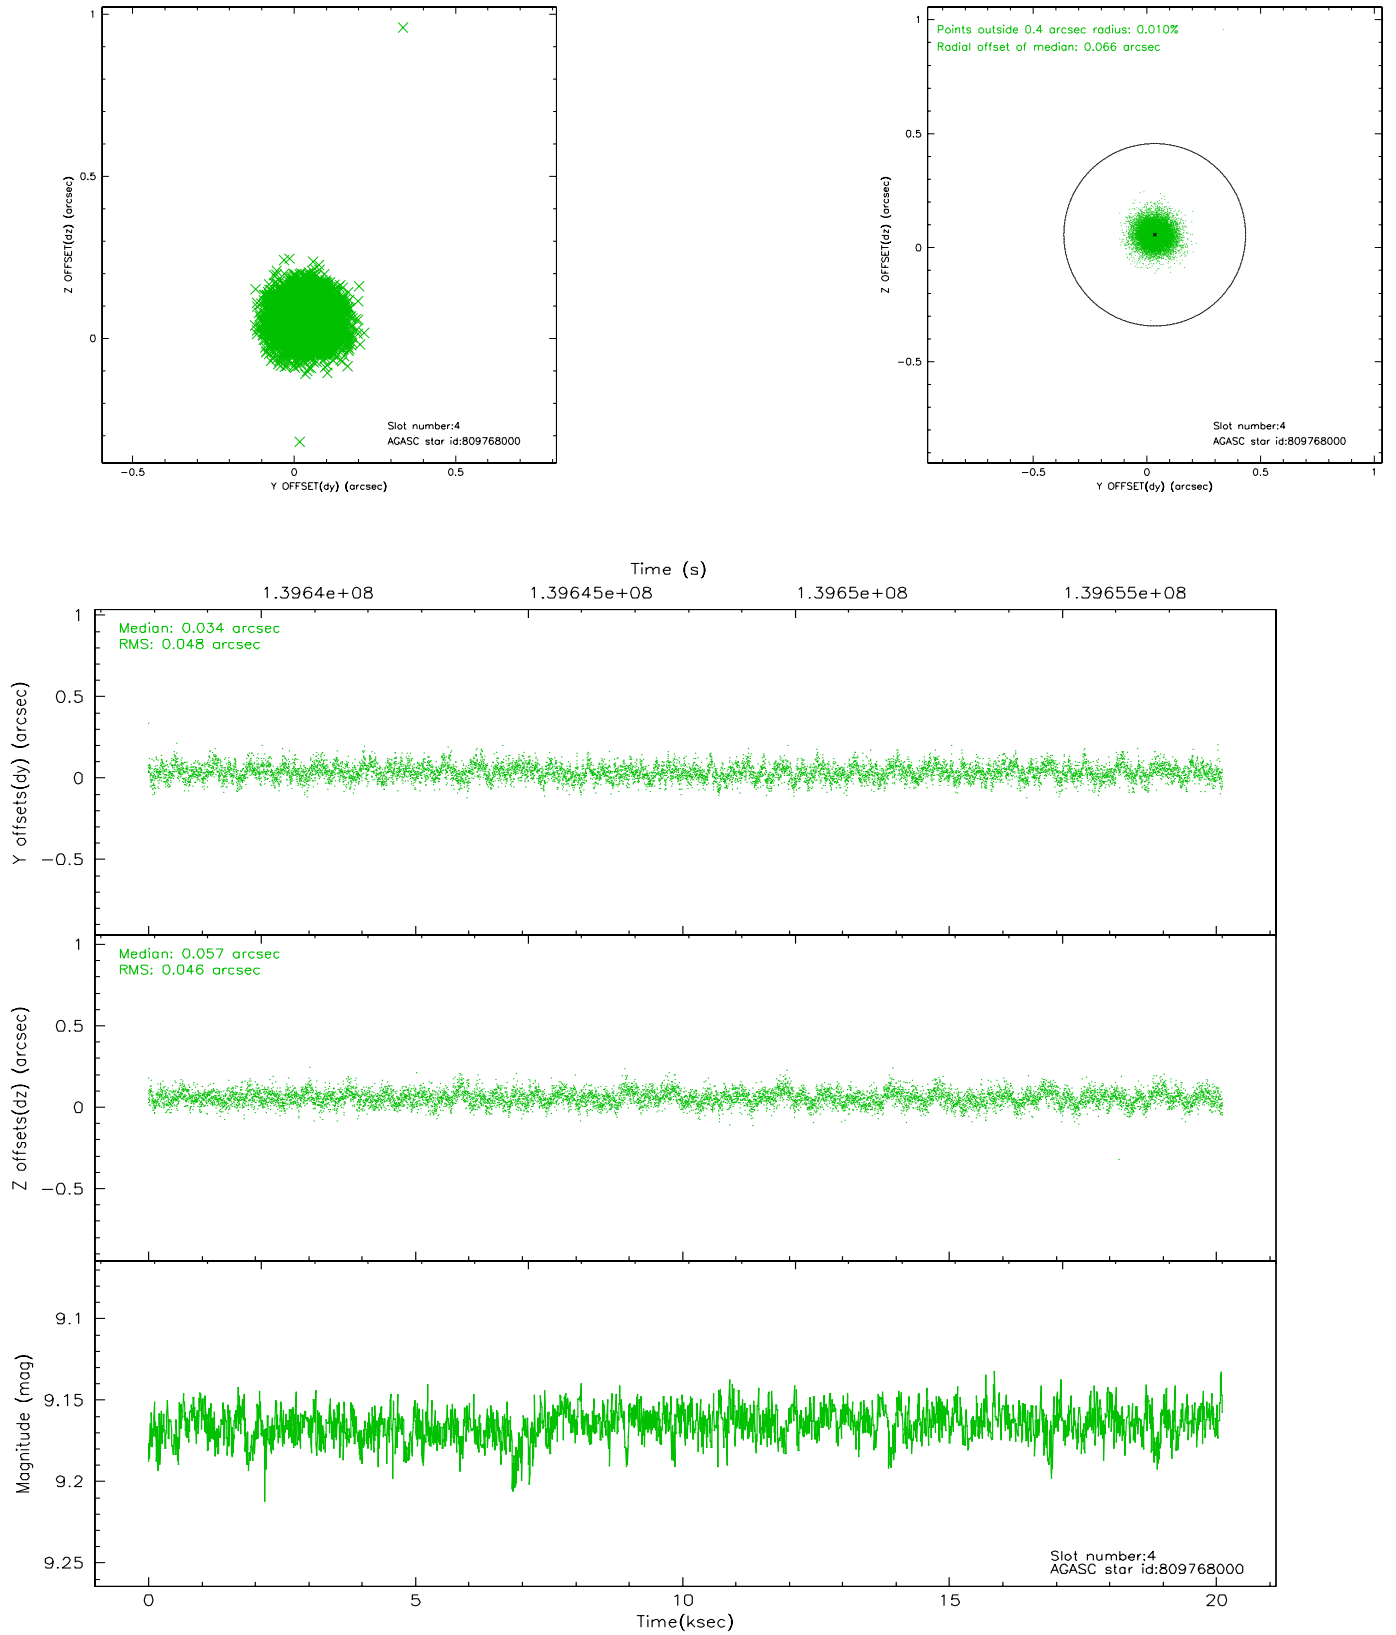 1
0.5
0
Z OFFSET(dz) (arcsec)
Slot number:4
AGASC star id:809768000
-0.5
0
0.5
Y OFFSET(dy) (arcsec)
Points outside 0.4 arcsec radius: 0.010%
Radial offset of median: 0.066 arcsec
1
0.5
0
-0.5
Z OFFSET(dz) (arcsec)
Slot number:4
AGASC star id:809768000
-0.5
0
0.5
1
Y OFFSET(dy) (arcsec)
Time (s)
1.3964e+08
1.39645e+08
1.3965e+08
1.39655e+08
Median: 0.034 arcsec
RMS: 0.048 arcsec
1
0.5
0
-0.5
Y offsets(dy) (arcsec)
Median: 0.057 arcsec
RMS: 0.046 arcsec
1
0.5
0
-0.5
Z offsets(dz) (arcsec)
9.1
9.15
9.2
9.25
Magnitude (mag)
Slot number:4
AGASC star id:809768000
0
5
10
15
20
Time(ksec)